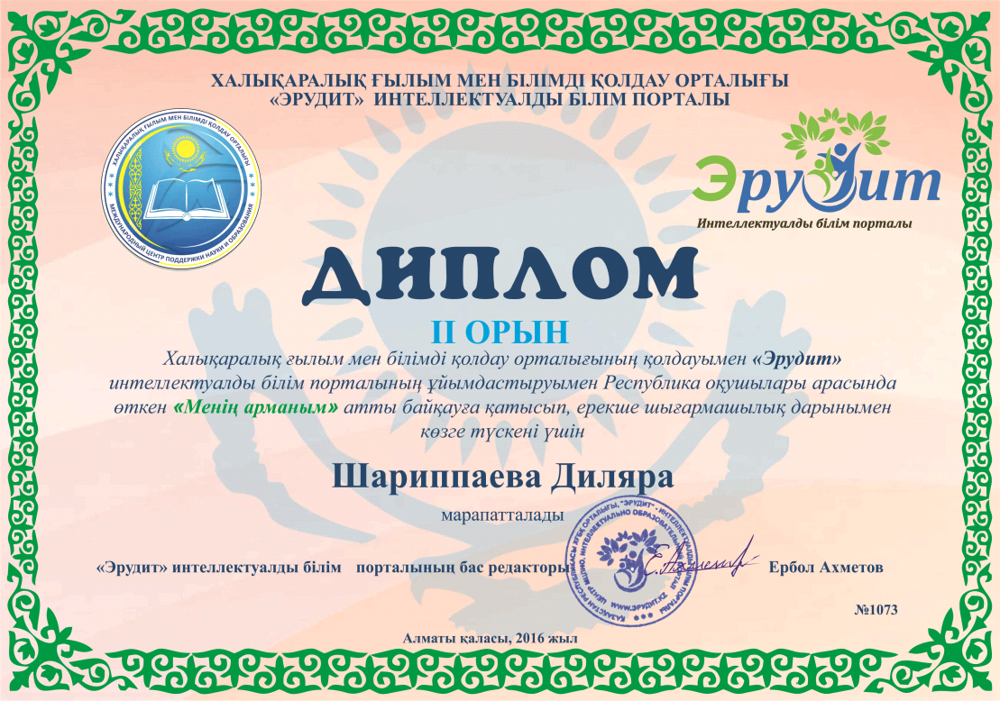 ХАЛЫҚАРАЛЫҚ ҒЫЛЫМ МЕН БІЛІМДІ ҚОЛДАУ ОРТАЛЫҒЫ
«ЭРУДИТ» ИНТЕЛЛЕКТУАЛДЫ БІЛІМ ПОРТАЛЫ
ХАЛЫҚАРАЛЫҚ ҒЫЛЫМ МЕН БІЛІМДІ ҚОЛДАУ ОРТАЛЫҒЫ
МЕЖДУНАРОДНЫЙ ЦЕНТР ПОДДЕРЖКИ НАУКИ И ОБРАЗОВАНИЯ
Эрудит
Интеллектуалды білім порталы
ДИПЛОМ
II ОРЫН
Халықаралық ғылым мен білімді қолдау орталығының қолдауымен «Эрудит»
интеллектуалды білім порталының ұйымдастыруымен Республика оқушылары арасында
өткен «Менің арманым» атты байқауға қатысып, ерекше шығармашылық дарынымен
көзге түскені үшін
Шариппаева Диляра
марапатталады
«Эрудит» интеллектуалды білім порталының бас редакторы
Ербол Ахметов
WWW.ЭРУДИТ.KZ
№1073
Алматы қаласы, 2016 жыл